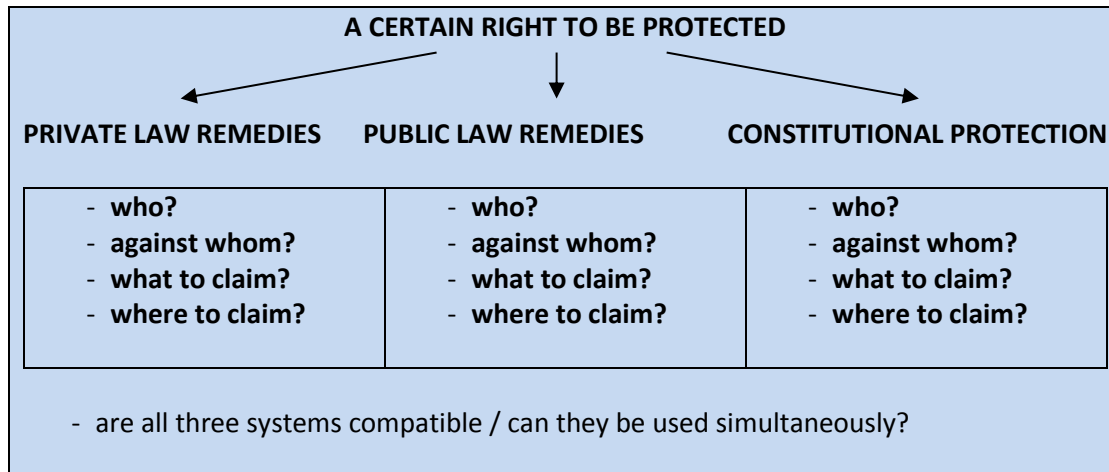 A CERTAIN RIGHT TO BE PROTECTED
PRIVATE LAW REMEDIES PUBLIC LAW REMEDIES CONSTITUTIONAL PROTECTION
- who? - who? - who?
- against whom? - against whom? - against whom?
- what to claim? - what to claim? - what to claim?
- where to claim? - where to claim? - where to claim?
- are all three systems compatible / can they be used simultaneously?